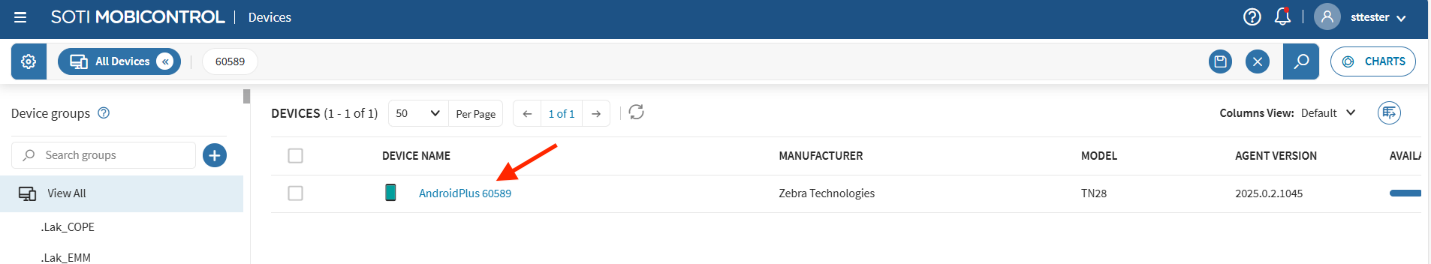 SOTI MOBICONTROL | Devices
sttester
All Devices
60589
CHARTS
Device groups
DEVICES (1 - 1 of 1)
50
Per Page
1 of 1
Columns View: Default
Search groups
DEVICE NAME
MANUFACTURER
MODEL
AGENT VERSION
AVAIL
View All
AndroidPlus 60589
Zebra Technologies
TN28
2025.0.2.1045
.Lak_COPE
.Lak_EMM